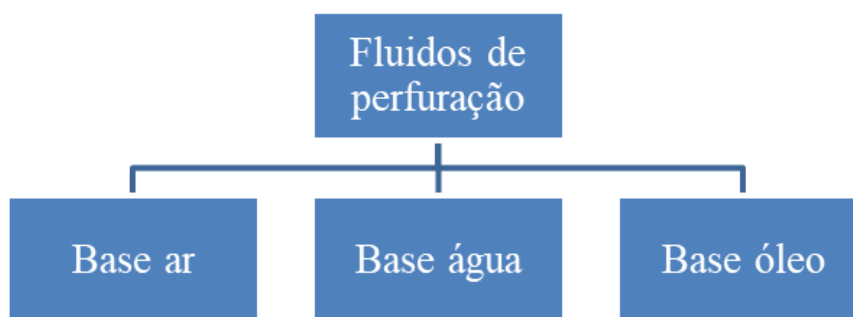 Fluidos de
perfuração
Base ar
Base água
Base óleo